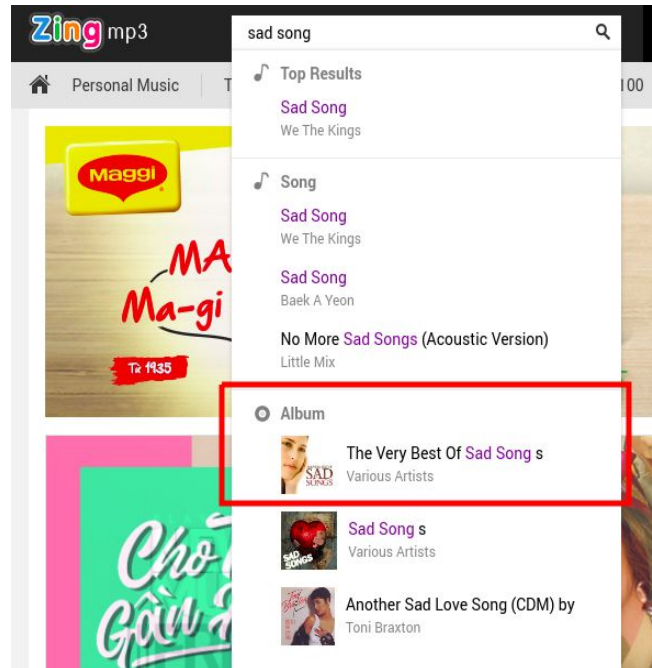 Zing mp3
sad song
Personal Music
T
100
Top Results
Sad Song
We The Kings
Song
Sad Song
We The Kings
Sad Song
Baek A Yeon
No More Sad Songs (Acoustic Version)
Little Mix
Maggi
MA
Ma-gi
Từ 1935
Album
The Very Best Of Sad Song s
Various Artists
SAD
SONGS
Sad Song s
Various Artists
SAD
SONGS
Another Sad Love Song (CDM) by
Toni Braxton
Chờ
Gần